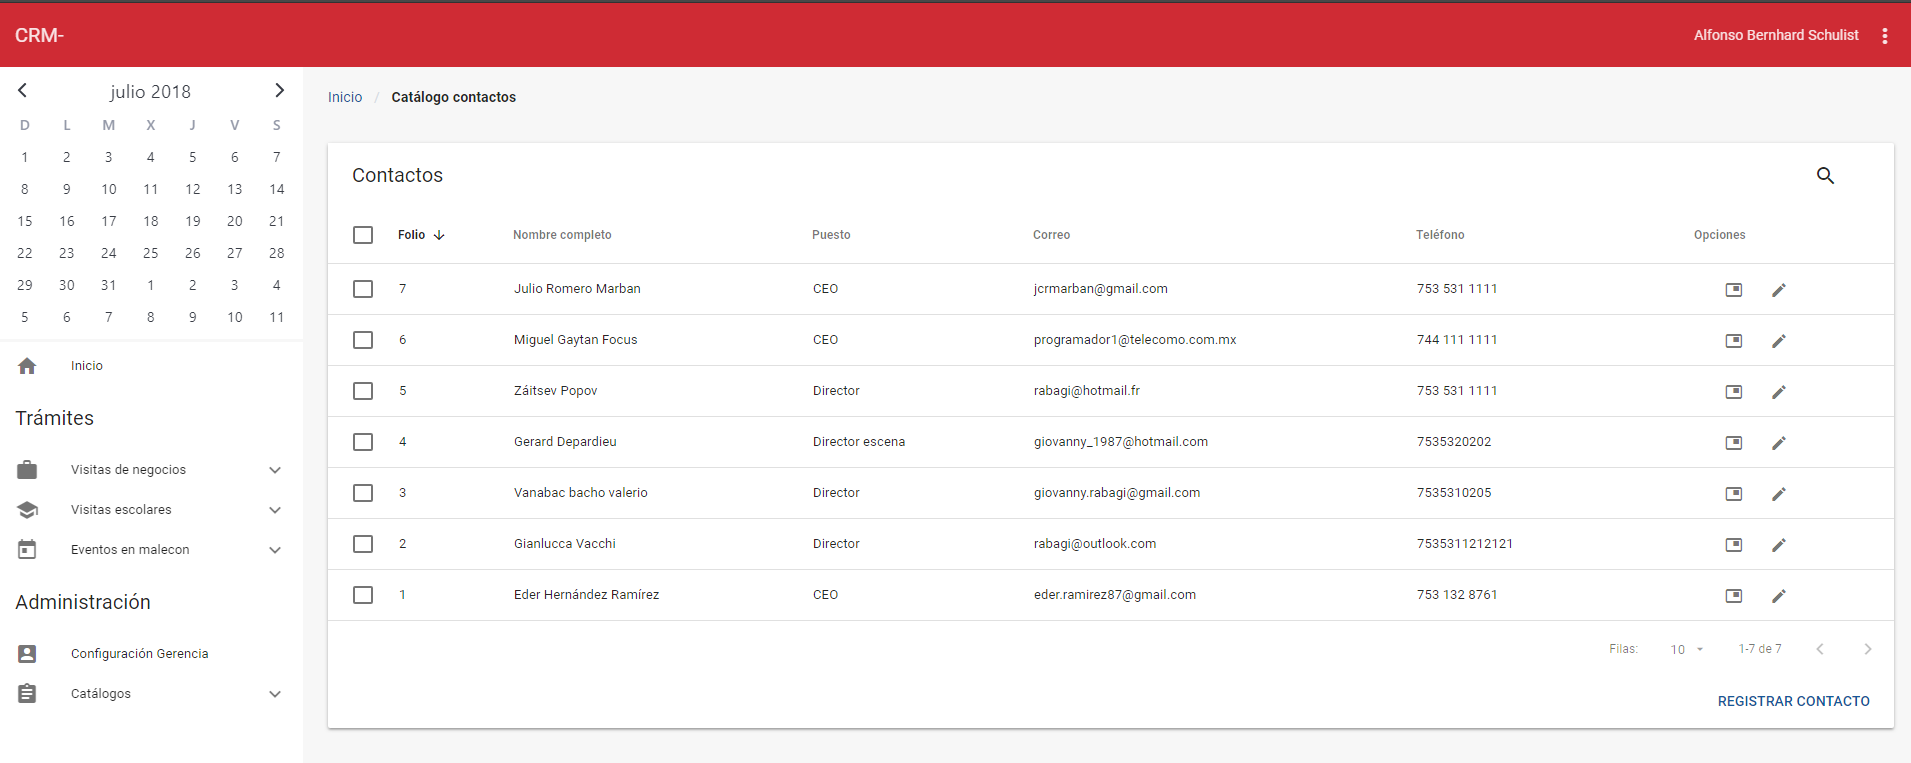 CRM-
Alfonso Bernhard Schulist
julio 2018
D L M X J V S
1 2 3 4 5 6 7
8 9 10 11 12 13 14
15 16 17 18 19 20 21
22 23 24 25 26 27 28
29 30 31 1 2 3 4
5 6 7 8 9 10 11
Inicio
Trámites
Visitas de negocios
Visitas escolares
Eventos en malecon
Administración
Configuración Gerencia
Catálogos
Inicio / Catálogo contactos
Contactos
Folio Nombre completo Puesto Correo Teléfono Opciones
7 Julio Romero Marban CEO jcrmarban@gmail.com 753 531 1111
6 Miguel Gaytan Focus CEO programador1@telecomo.com.mx 744 111 1111
5 Záitsev Popov Director rabagi@hotmail.fr 753 531 1111
4 Gerard Depardieu Director escena giovanny_1987@hotmail.com 7535320202
3 Vanabac bacho valerio Director giovanny.rabagi@gmail.com 7535310205
2 Gianlucca Vacchi Director rabagi@outlook.com 7535311212121
1 Eder Hernández Ramírez CEO eder.ramirez87@gmail.com 753 132 8761
Filas: 10 1-7 de 7
REGISTRAR CONTACTO